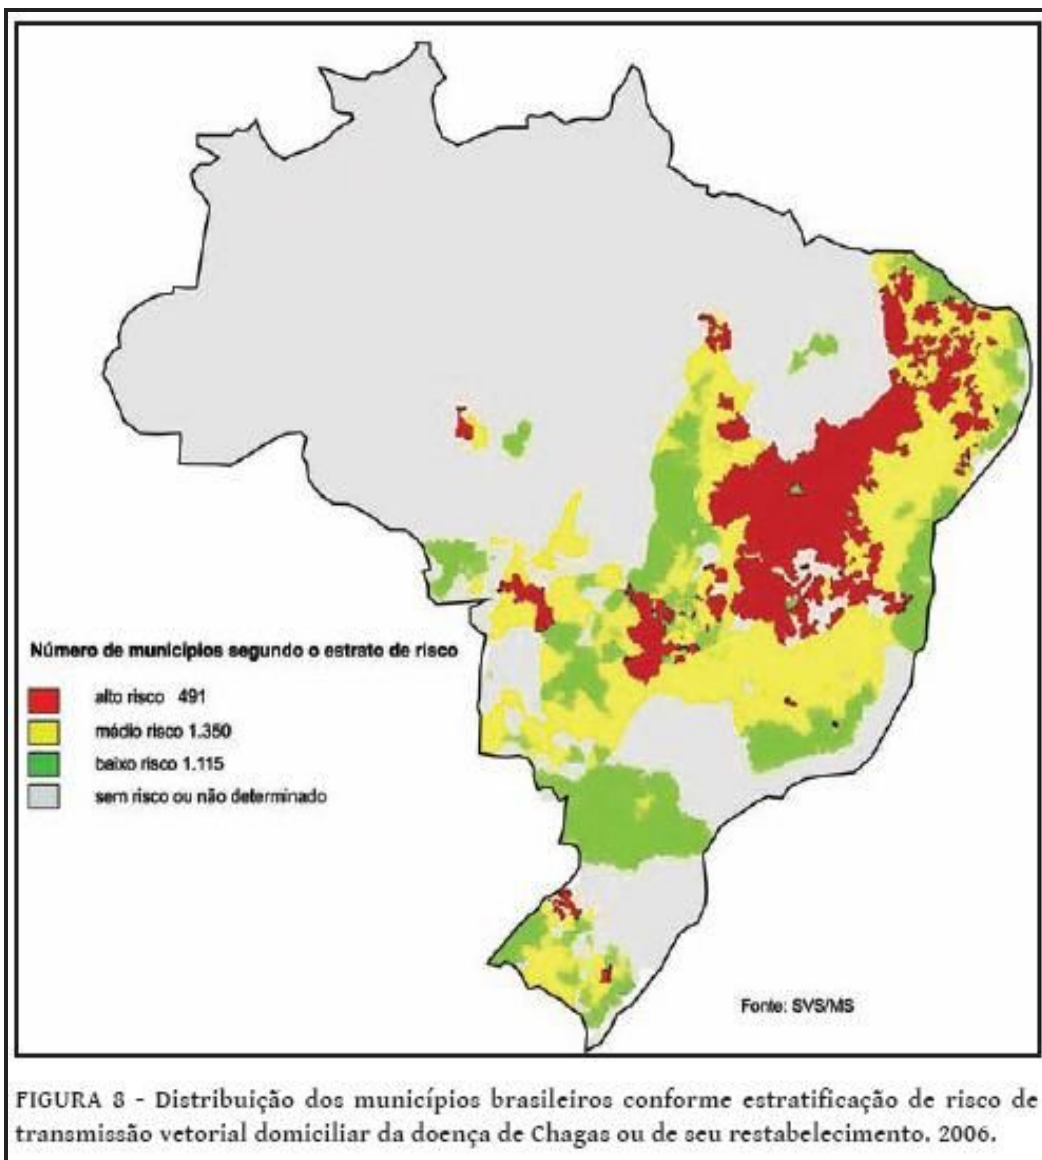 Número de municípios segundo o estrato de risco
alto risco 491
médio risco 1.350
baixo risco 1.115
sem risco ou não determinado
Fonte: SVS/MS
FIGURA 8 - Distribuição dos municípios brasileiros conforme estratificação de risco de
transmissão vetorial domiciliar da doença de Chagas ou de seu restabelecimento. 2006.